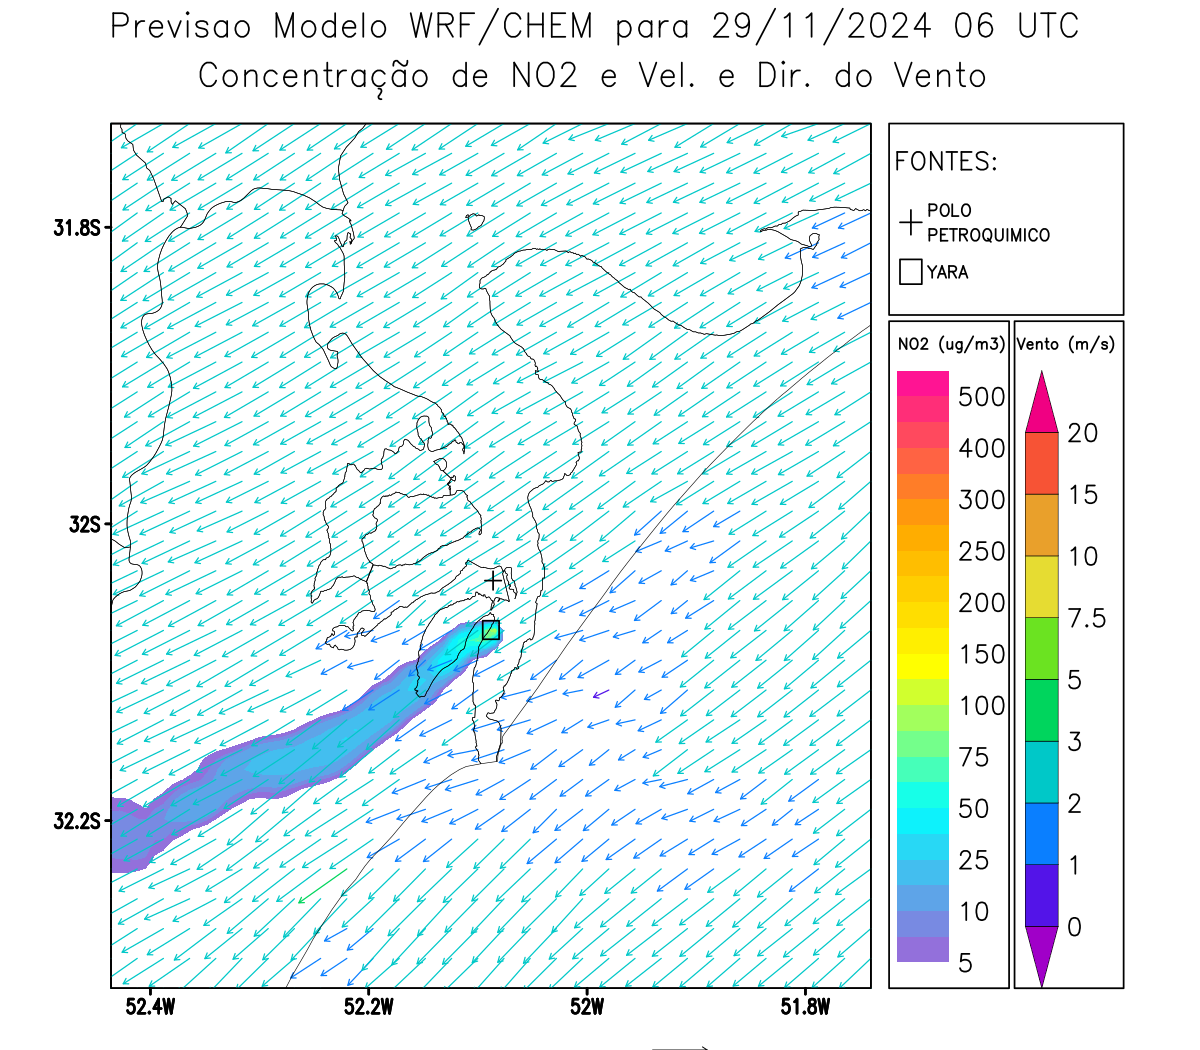 Previsao Modelo WRF/CHEM para 29/11/2024 06 UTC
Concentração de NO2 e Vel. e Dir. do Vento
FONTES:
POLO
PETROQUIMICO
YARA
NO2 (ug/m3)
500
400
300
250
200
150
100
75
50
25
10
5
Vento (m/s)
20
15
10
7.5
5
3
2
1
0
31.8S
32S
32.2S
52.4W 52.2W 52W 51.8W